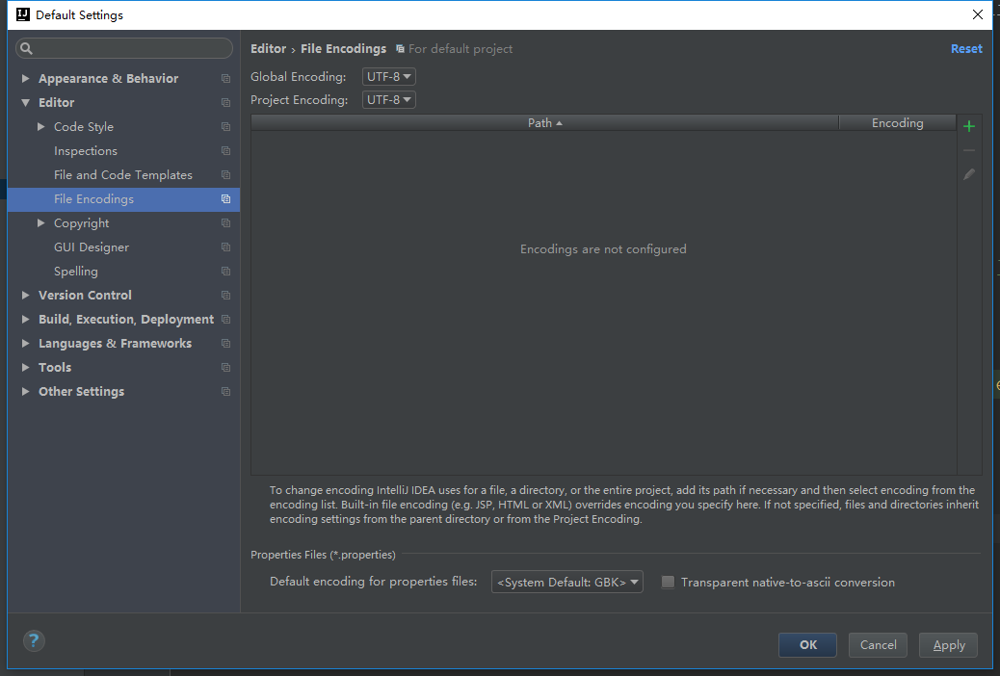 Default Settings
Editor › File Encodings For default project
Reset
Appearance & Behavior
Editor
Code Style
Inspections
File and Code Templates
File Encodings
Copyright
GUI Designer
Spelling
Version Control
Build, Execution, Deployment
Languages & Frameworks
Tools
Other Settings
Global Encoding: UTF-8
Project Encoding: UTF-8
Path Encoding
Encodings are not configured
To change encoding IntelliJ IDEA uses for a file, a directory, or the entire project, add its path if necessary and then select encoding from the
encoding list. Built-in file encoding (e.g. JSP, HTML or XML) overrides encoding you specify here. If not specified, files and directories inherit
encoding settings from the parent directory or from the Project Encoding.
Properties Files (*.properties)
Default encoding for properties files: <System Default: GBK> Transparent native-to-ascii conversion
?
OK Cancel Apply